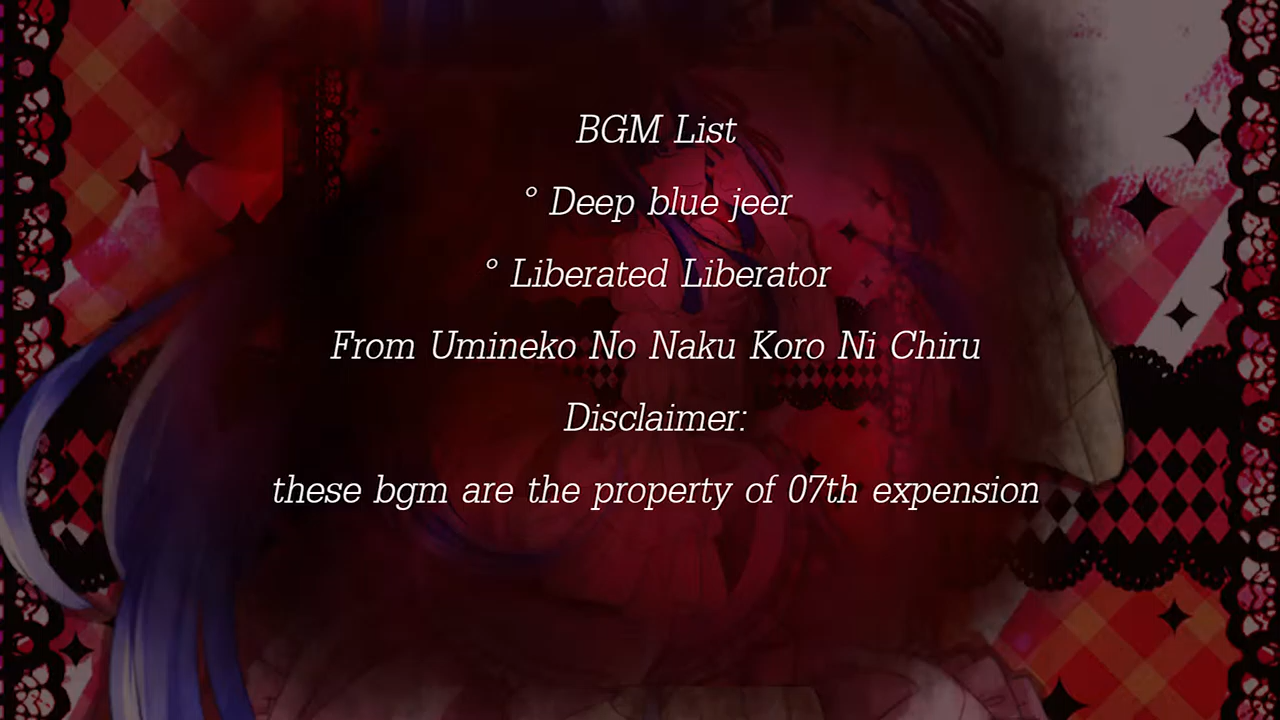 BGM List
° Deep blue jeer
° Liberated Liberator
From Umineko No Naku Koro Ni Chiru
Disclaimer:
these bgm are the property of 07th expension